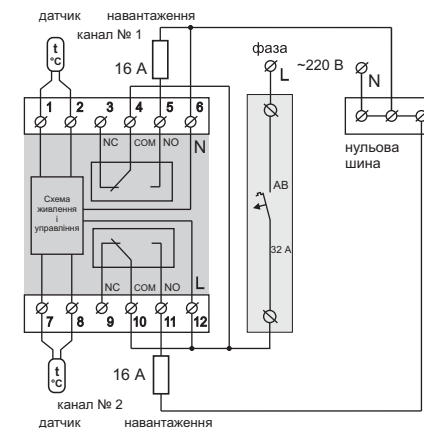 датчик навантаження
канал № 1
t
°C
16 А
фаза
L
~220 В
N
1 2 3 4 5 6
NC COM NO N
нульова
шина
Схема
живлення
і
управління
АВ
32 А
L
NC COM NO
7 8 9 10 11 12
t
°C
16 А
канал № 2
датчик навантаження